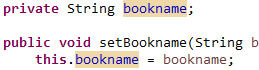 private String bookname;
public void setBookname(String b
this.bookname = bookname;